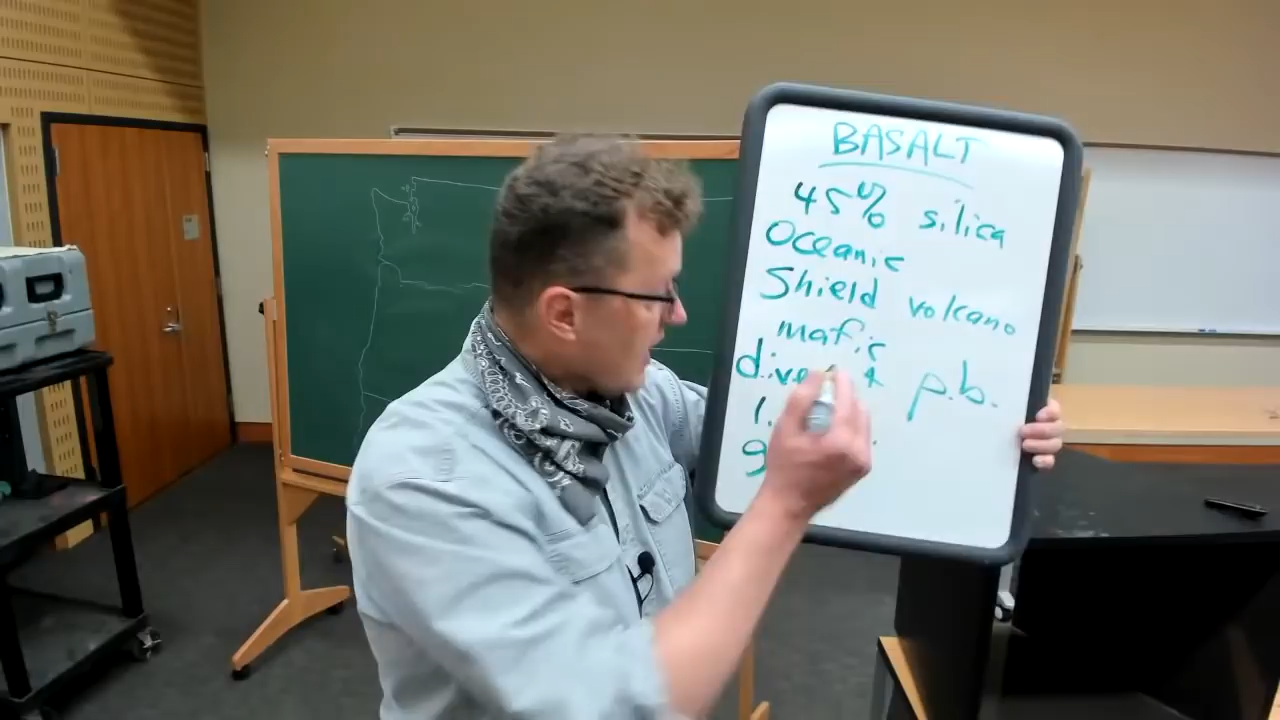 BASALT
45% silica
Oceanic
Shield volcano
mafic
p.b.